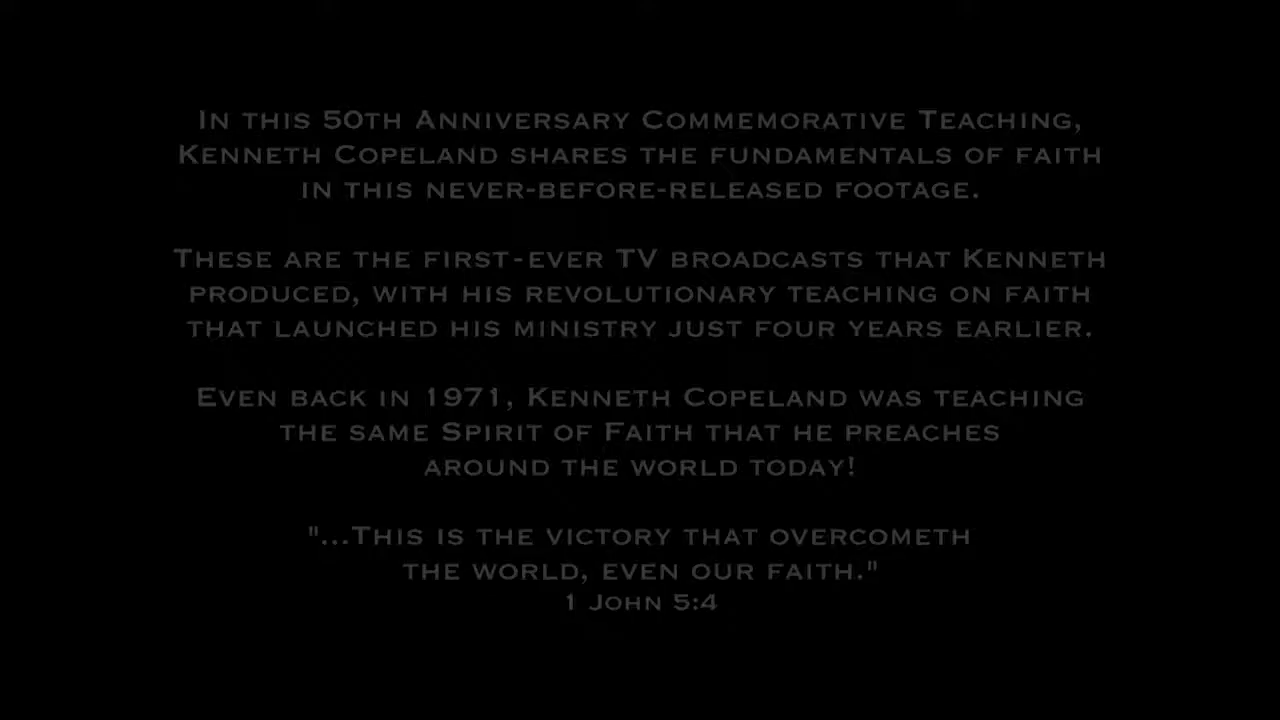 In this 50th Anniversary Commemorative Teaching,
Kenneth Copeland shares the fundamentals of faith
in this never-before-released footage.
These are the first-ever TV broadcasts that Kenneth
produced, with his revolutionary teaching on faith
that launched his ministry just four years earlier.
Even back in 1971, Kenneth Copeland was teaching
the same Spirit of Faith that he preaches
around the world today!
"...This is the victory that overcometh
the world, even our faith."
1 John 5:4